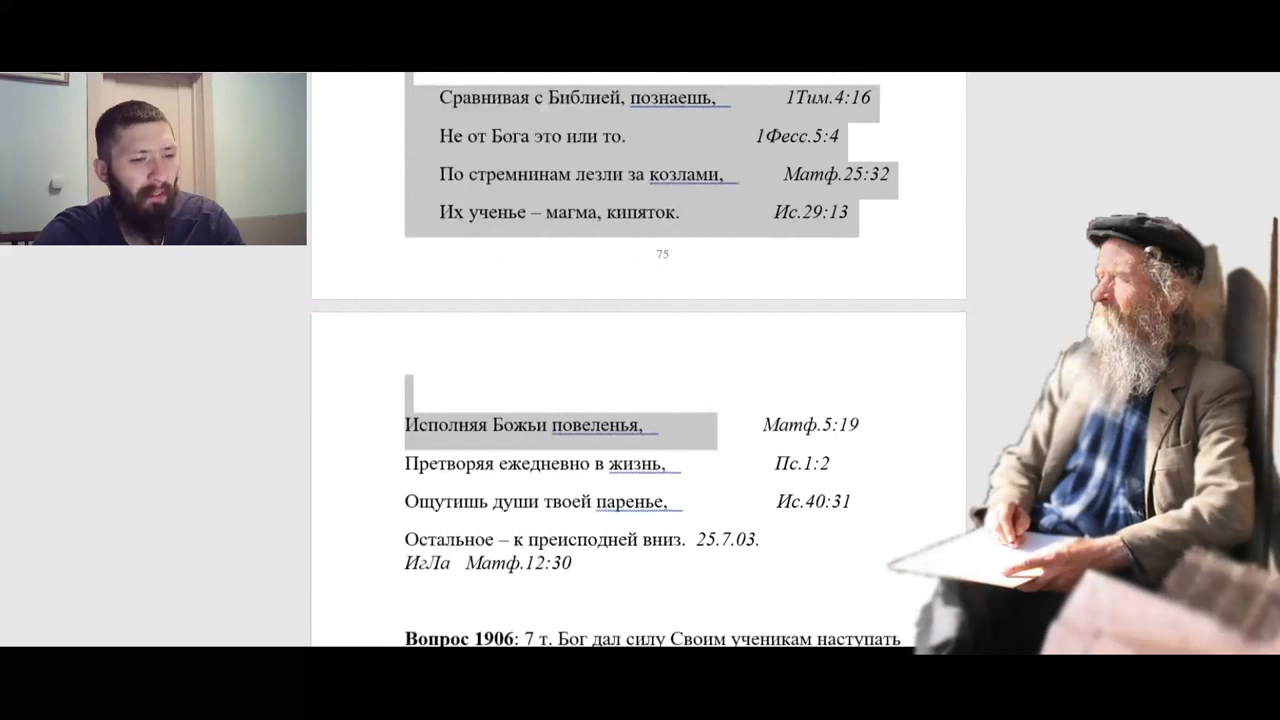 Сравнивая с Библией, познаешь, 1Тим.4:16
Не от Бога это или то. 1Фесс.5:4
По стремнинам лезли за козлами, Матф.25:32
Их ученье – магма, кипяток. Ис.29:13
75
Исполняя Божьи повеленья, Матф.5:19
Претворяя ежедневно в жизнь, Пс.1:2
Ощутишь души твоей паренье, Ис.40:31
Остальное – к преисподней вниз. 25.7.03.
ИгЛа Матф.12:30
Вопрос 1906: 7 т. Бог дал силу Своим ученикам наступать